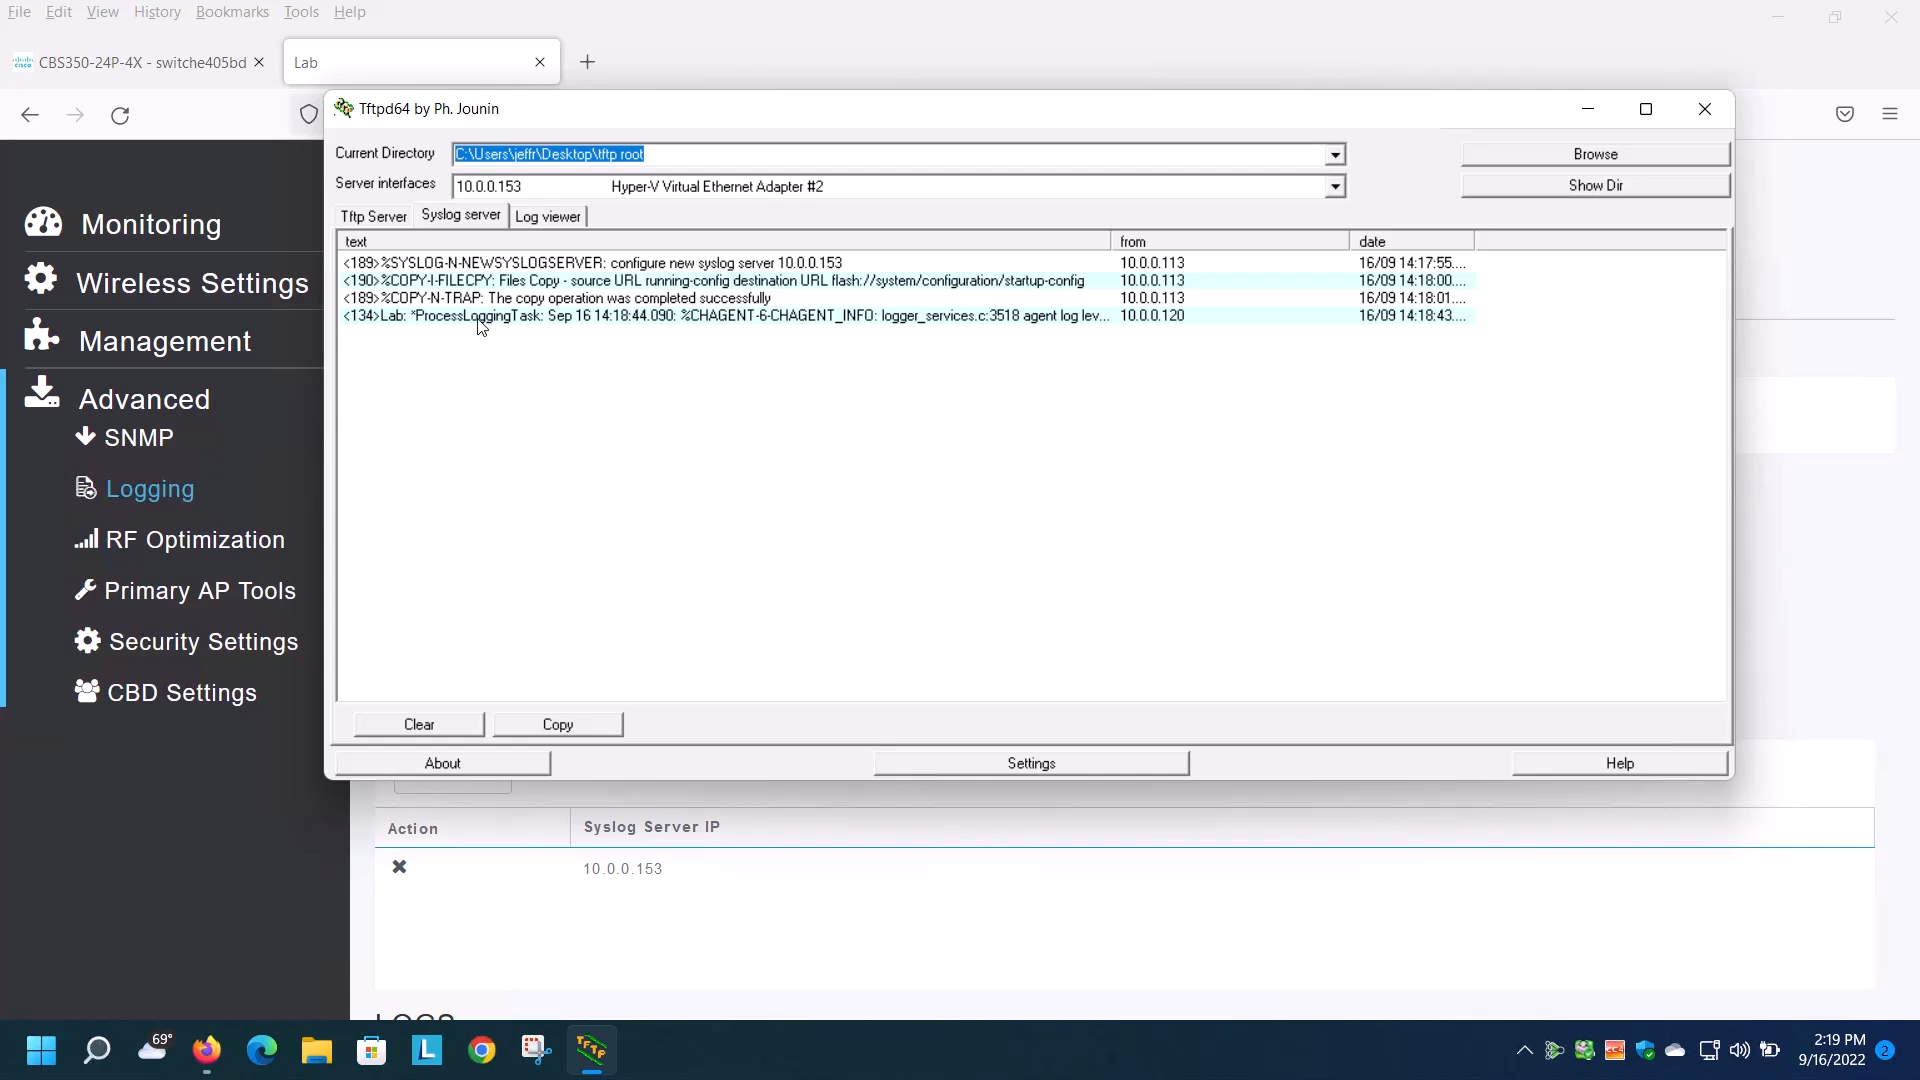 File Edit View History Bookmarks Tools Help
CBS350-24P-4X - switche405bd
Lab
Tftpd64 by Ph. Jounin
Current Directory C:\Users\jeffr\Desktop\tftp root Browse
Server interfaces 10.0.0.153 Hyper-V Virtual Ethernet Adapter #2 Show Dir
Tftp Server Syslog server Log viewer
text from date
<189>%SYSLOG-N-NEWSYSLOGSERVER: configure new syslog server 10.0.0.153 10.0.0.113 16/09 14:17:55....
<190>%COPY-I-FILECPY: Files Copy - source URL running-config destination URL flash://system/configuration/startup-config 10.0.0.113 16/09 14:18:00....
<189>%COPY-N-TRAP: The copy operation was completed successfully 10.0.0.113 16/09 14:18:01....
<134>Lab: *ProcessLoggingTask: Sep 16 14:18:44.090: %CHAGENT-6-CHAGENT_INFO: logger_services.c:3518 agent log lev... 10.0.0.120 16/09 14:18:43....
Clear Copy
About Settings Help
Monitoring
Wireless Settings
Management
Advanced
SNMP
Logging
RF Optimization
Primary AP Tools
Security Settings
CBD Settings
Action Syslog Server IP
10.0.0.153
LOGS
69°
2:19 PM
9/16/2022
2